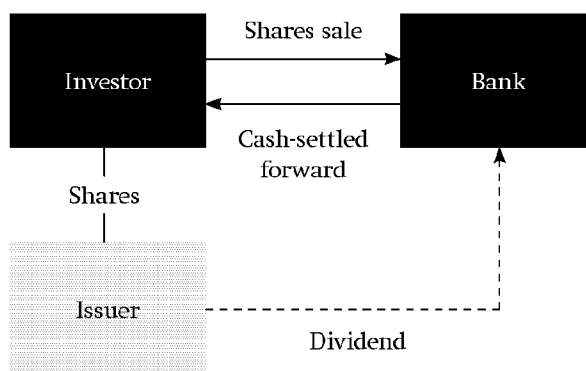 Shares sale
Investor
Bank
Cash-settled
forward
Shares
Issuer
Dividend